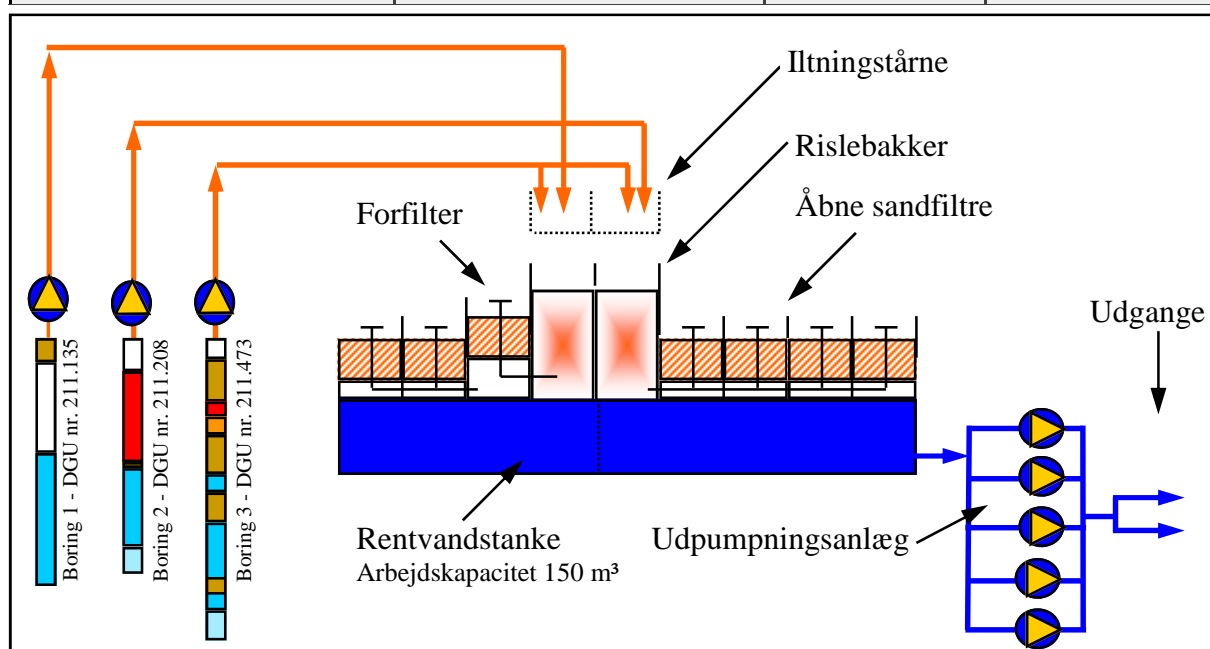 Iltningstårne
Rislebakker
Åbne sandfiltre
Forfilter
Udgange
Boring 1 - DGU nr. 211.135
Boring 2 - DGU nr. 211.208
Boring 3 - DGU nr. 211.473
Rentvandstanke
Arbejdskapacitet 150 m³
Udpumpningsanlæg